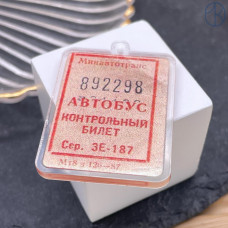 Минавтотранс
892298
АВТОБУС
КОНТРОЛЬНЫЙ
БИЛЕТ
Сер. ЗЕ-187